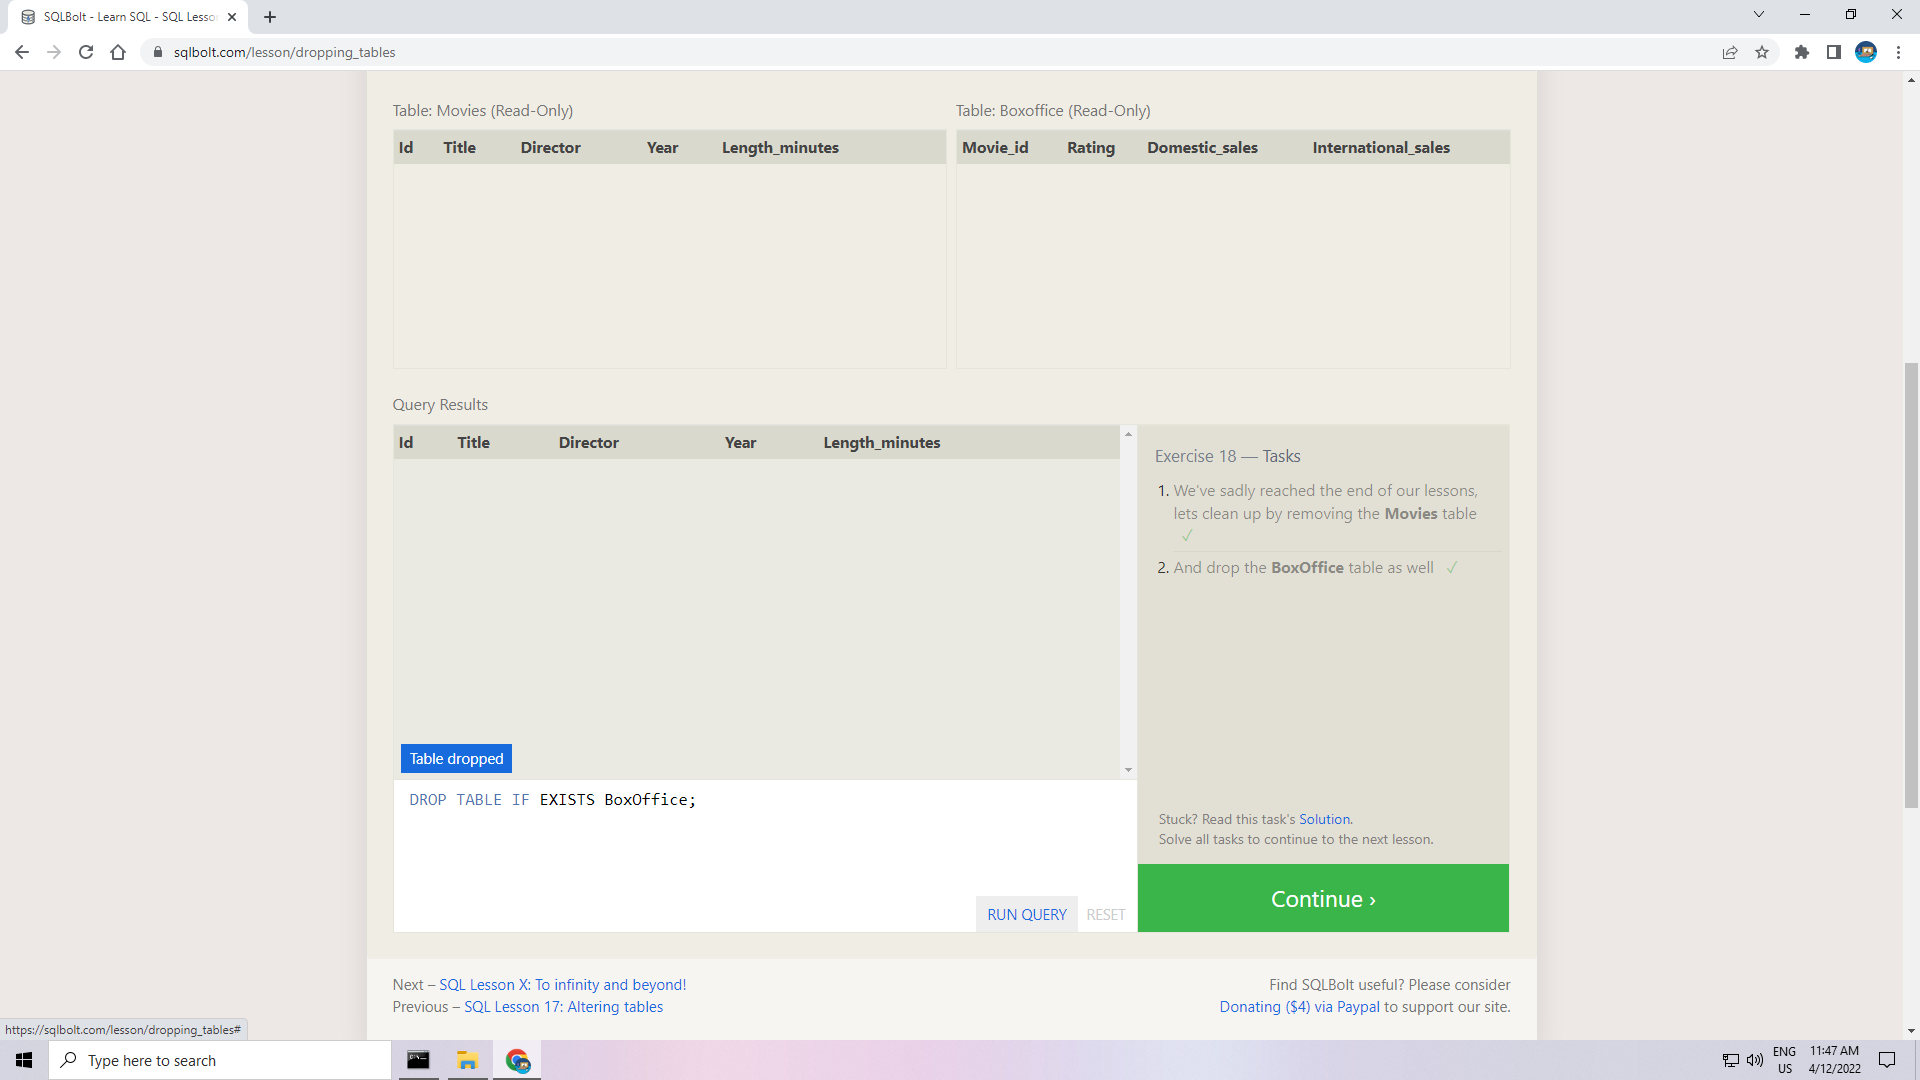 SQLBolt - Learn SQL - SQL Lesson
sqlbolt.com/lesson/dropping_tables
Table: Movies (Read-Only)
Id Title Director Year Length_minutes
Table: Boxoffice (Read-Only)
Movie_id Rating Domestic_sales International_sales
Query Results
Id Title Director Year Length_minutes
Table dropped
DROP TABLE IF EXISTS BoxOffice;
RUN QUERY RESET
Exercise 18 — Tasks
1. We've sadly reached the end of our lessons,
lets clean up by removing the Movies table
✓
2. And drop the BoxOffice table as well ✓
Stuck? Read this task's Solution.
Solve all tasks to continue to the next lesson.
Continue ›
Next – SQL Lesson X: To infinity and beyond!
Previous – SQL Lesson 17: Altering tables
Find SQLBolt useful? Please consider
Donating ($4) via Paypal to support our site.
https://sqlbolt.com/lesson/dropping_tables#
Type here to search
ENG
US
11:47 AM
4/12/2022